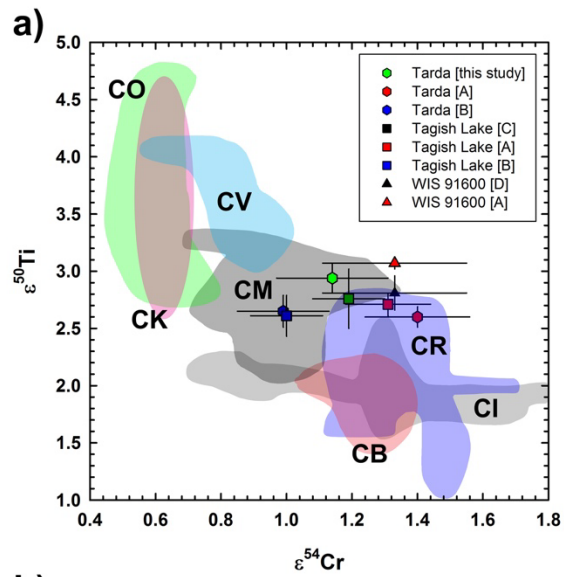 a)
5.0
4.5
4.0
3.5
3.0
2.5
2.0
1.5
1.0
ε50Ti
CO
CV
CK
CM
CR
CI
CB
Tarda [this study]
Tarda [A]
Tarda [B]
Tagish Lake [C]
Tagish Lake [A]
Tagish Lake [B]
WIS 91600 [D]
WIS 91600 [A]
0.4 0.6 0.8 1.0 1.2 1.4 1.6 1.8
ε54Cr